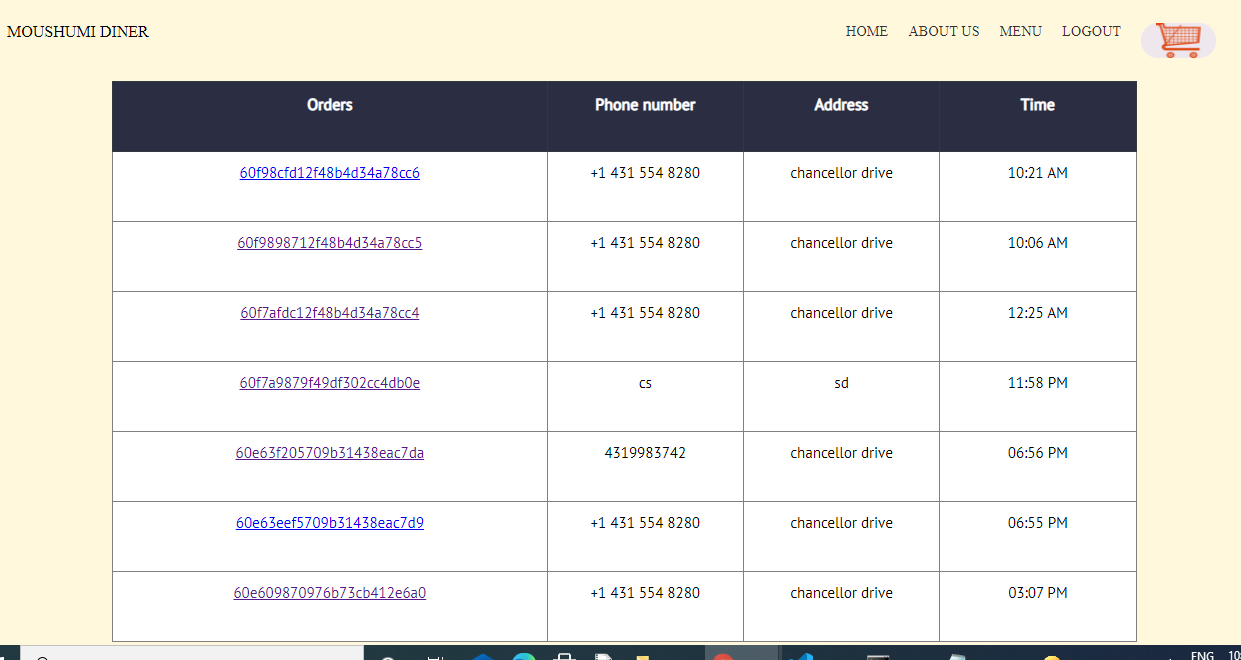 MOUSHUMI DINER HOME ABOUT US MENU LOGOUT
Orders Phone number Address Time
60f98cfd12f48b4d34a78cc6 +1 431 554 8280 chancellor drive 10:21 AM
60f9898712f48b4d34a78cc5 +1 431 554 8280 chancellor drive 10:06 AM
60f7afdc12f48b4d34a78cc4 +1 431 554 8280 chancellor drive 12:25 AM
60f7a9879f49df302cc4db0e cs sd 11:58 PM
60e63f205709b31438eac7da 4319983742 chancellor drive 06:56 PM
60e63eef5709b31438eac7d9 +1 431 554 8280 chancellor drive 06:55 PM
60e609870976b73cb412e6a0 +1 431 554 8280 chancellor drive 03:07 PM
ENG